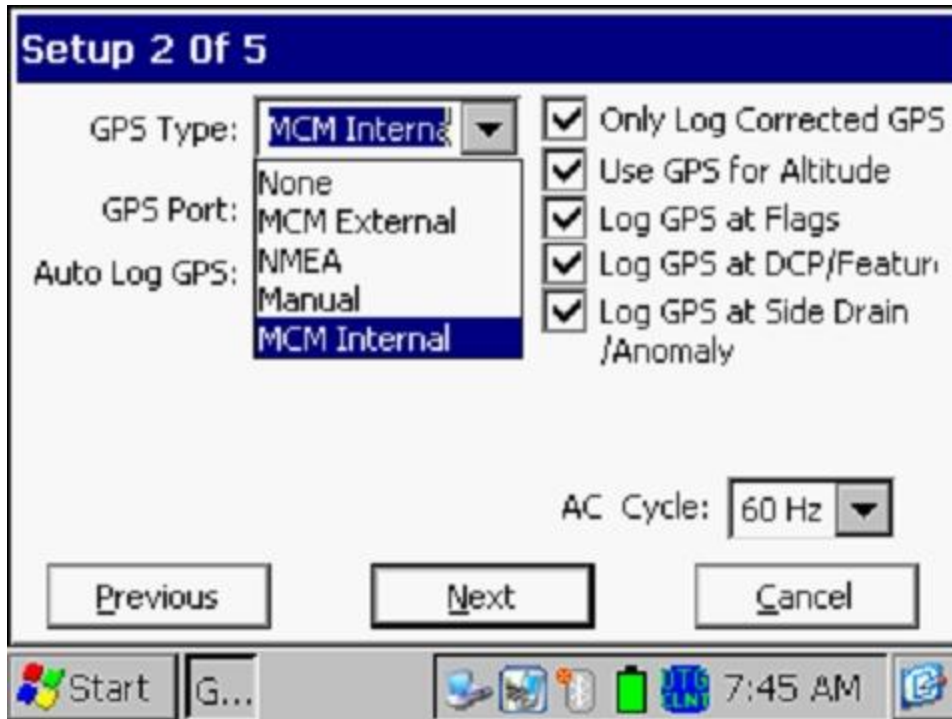 Setup 2 Of 5
GPS Type: MCM Interna
None
MCM External
NMEA
Manual
MCM Internal
GPS Port:
Auto Log GPS:
Only Log Corrected GPS
Use GPS for Altitude
Log GPS at Flags
Log GPS at DCP/Featur
Log GPS at Side Drain
/Anomaly
AC Cycle: 60 Hz
Previous Next Cancel
Start G... DTG CLNT 7:45 AM